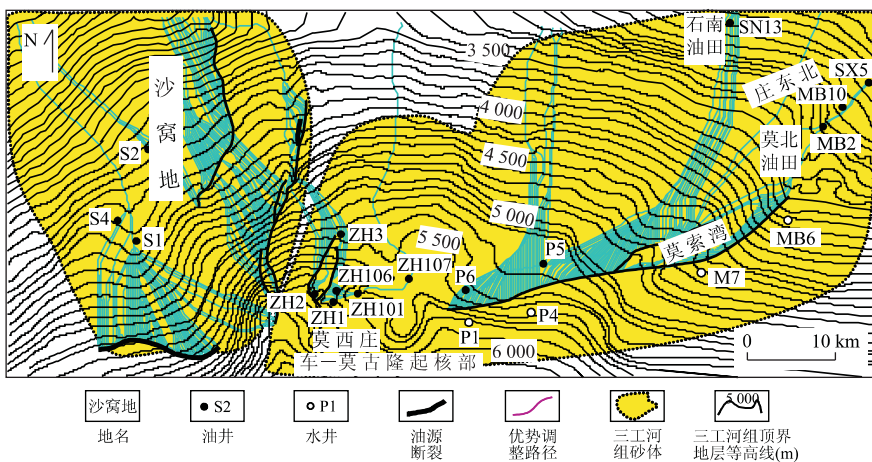 N
3 500
石南
油田
SN13
庄东北
SX5
MB10
沙
窝
地
4 000
4 500
莫北
油田
MB2
S2
S4
S1
5 000
ZH3
5 500
莫索湾
MB6
ZH106
ZH107
P6
P5
M7
ZH2
ZH1
ZH101
莫西庄
P1
P4
车—莫古隆起核部
6 000
0 10 km
沙窝地
地名
S2
油井
P1
水井
油源
断裂
优势调
整路径
三工河
组砂体
5 000
三工河组顶界
地层等高线(m)